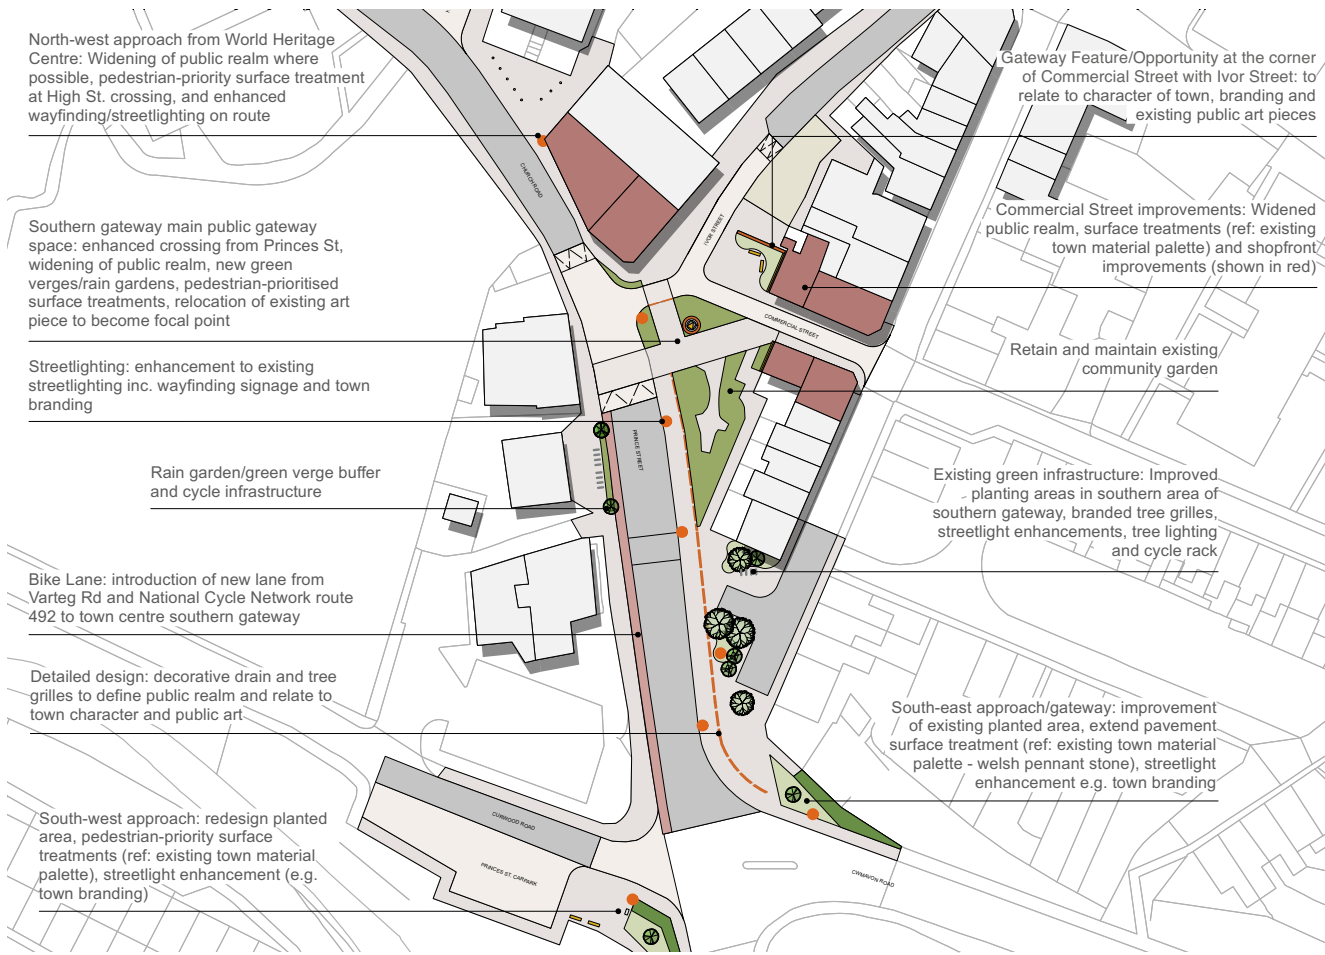 North-west approach from World Heritage
Centre: Widening of public realm where
possible, pedestrian-priority surface treatment
at High St. crossing, and enhanced
wayfinding/streetlighting on route
Southern gateway main public gateway
space: enhanced crossing from Princes St,
widening of public realm, new green
verges/rain gardens, pedestrian-prioritised
surface treatments, relocation of existing art
piece to become focal point
Streetlighting: enhancement to existing
streetlighting inc. wayfinding signage and town
branding
Rain garden/green verge buffer
and cycle infrastructure
Bike Lane: introduction of new lane from
Varteg Rd and National Cycle Network route
492 to town centre southern gateway
Detailed design: decorative drain and tree
grilles to define public realm and relate to
town character and public art
South-west approach: redesign planted
area, pedestrian-priority surface
treatments (ref: existing town material
palette), streetlight enhancement (e.g.
town branding)
CHURCH ROAD
IVOR STREET
COMMERCIAL STREET
PRINCE STREET
CURWOOD ROAD
PRINCES ST. CARPARK
CWMAVON ROAD
Gateway Feature/Opportunity at the corner
of Commercial Street with Ivor Street: to
relate to character of town, branding and
existing public art pieces
Commercial Street improvements: Widened
public realm, surface treatments (ref: existing
town material palette) and shopfront
improvements (shown in red)
Retain and maintain existing
community garden
Existing green infrastructure: Improved
planting areas in southern area of
southern gateway, branded tree grilles,
streetlight enhancements, tree lighting
and cycle rack
South-east approach/gateway: improvement
of existing planted area, extend pavement
surface treatment (ref: existing town material
palette - welsh pennant stone), streetlight
enhancement e.g. town branding